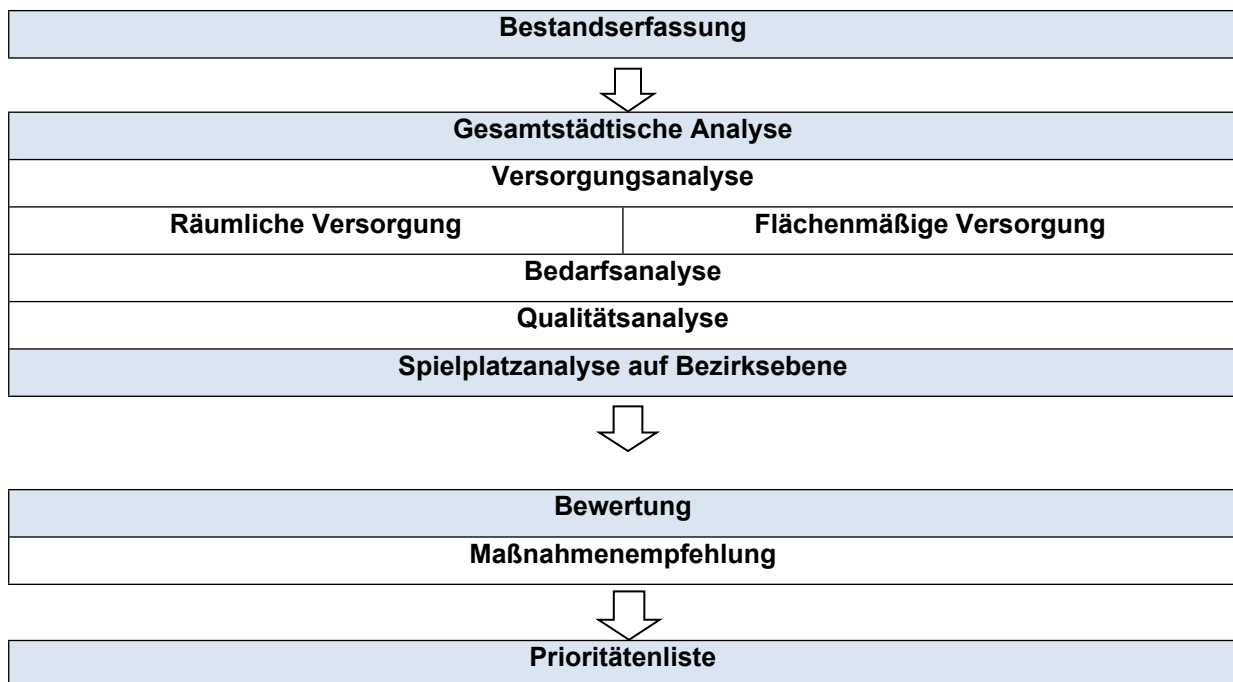 Bestandserfassung
Gesamtstädtische Analyse
Versorgungsanalyse
Räumliche Versorgung
Flächenmäßige Versorgung
Bedarfsanalyse
Qualitätsanalyse
Spielplatzanalyse auf Bezirksebene
Bewertung
Maßnahmenempfehlung
Prioritätenliste